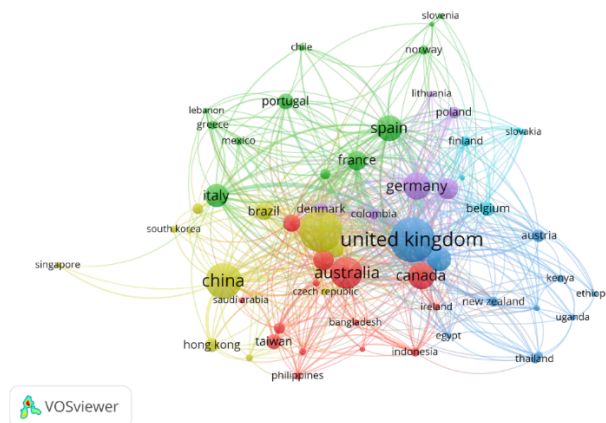 slovenia
chile
norway
lithuania
portugal
poland
lebanon
greece
spain
slovakia
mexico
finland
france
germany
italy
brazil
denmark
colombia
belgium
south korea
united kingdom
austria
singapore
china
australia
canada
kenya
czech republic
ethiop
saudi arabia
new zealand
ireland
uganda
bangladesh
hong kong
taiwan
egypt
indonesia
thailand
philippines
VOSviewer